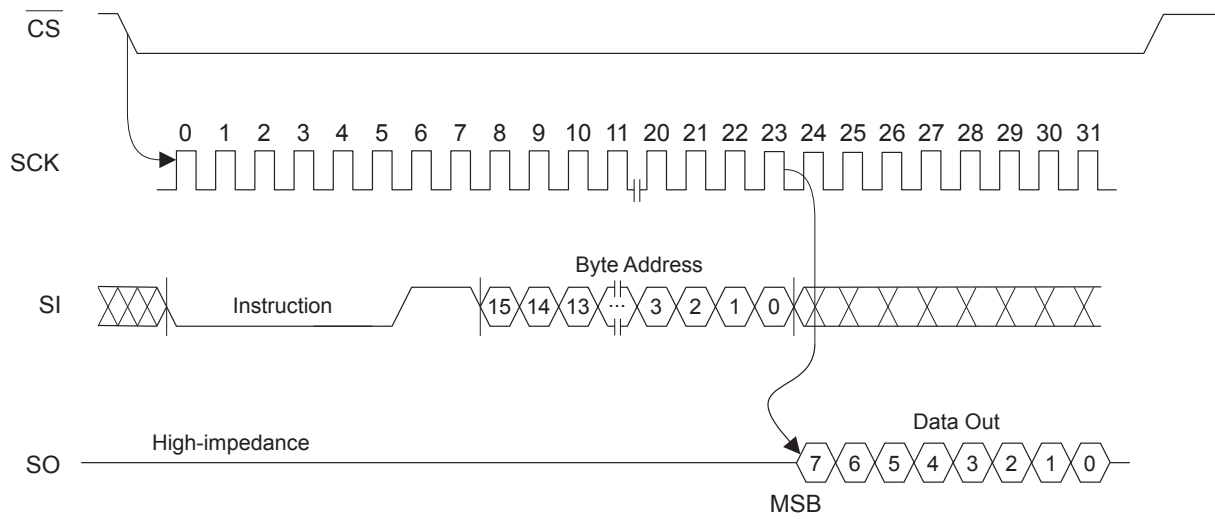 CS
0 1 2 3 4 5 6 7 8 9 10 11 20 21 22 23 24 25 26 27 28 29 30 31
SCK
Byte Address
SI
Instruction
15 14 13 ... 3 2 1 0
Data Out
High-impedance
SO
7 6 5 4 3 2 1 0
MSB